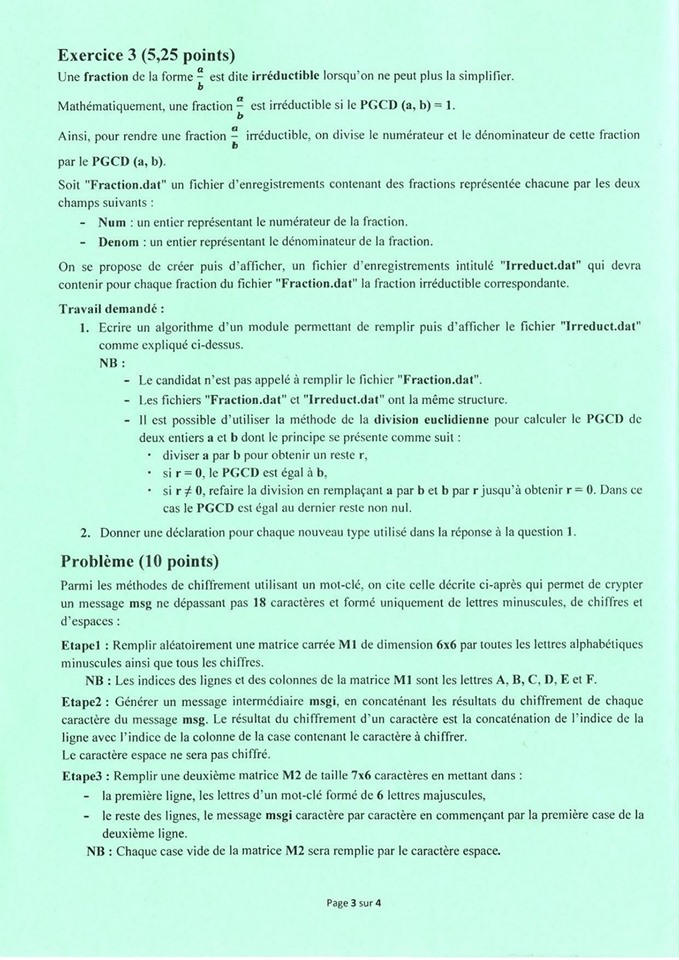 Exercice 3 (5,25 points)
Une fraction de la forme a/b est dite irréductible lorsqu'on ne peut plus la simplifier.
Mathématiquement, une fraction a/b est irréductible si le PGCD (a, b) = 1.
Ainsi, pour rendre une fraction a/b irréductible, on divise le numérateur et le dénominateur de cette fraction
par le PGCD (a, b).
Soit "Fraction.dat" un fichier d'enregistrements contenant des fractions représentée chacune par les deux
champs suivants :
- Num : un entier représentant le numérateur de la fraction.
- Denom : un entier représentant le dénominateur de la fraction.
On se propose de créer puis d'afficher, un fichier d'enregistrements intitulé "Irreduct.dat" qui devra
contenir pour chaque fraction du fichier "Fraction.dat" la fraction irréductible correspondante.
Travail demandé :
1. Ecrire un algorithme d'un module permettant de remplir puis d'afficher le fichier "Irreduct.dat"
comme expliqué ci-dessus.
NB :
- Le candidat n'est pas appelé à remplir le fichier "Fraction.dat".
- Les fichiers "Fraction.dat" et "Irreduct.dat" ont la même structure.
- Il est possible d'utiliser la méthode de la division euclidienne pour calculer le PGCD de
deux entiers a et b dont le principe se présente comme suit :
· diviser a par b pour obtenir un reste r,
· si r = 0, le PGCD est égal à b,
· si r ≠ 0, refaire la division en remplaçant a par b et b par r jusqu'à obtenir r = 0. Dans ce
cas le PGCD est égal au dernier reste non nul.
2. Donner une déclaration pour chaque nouveau type utilisé dans la réponse à la question 1.
Problème (10 points)
Parmi les méthodes de chiffrement utilisant un mot-clé, on cite celle décrite ci-après qui permet de crypter
un message msg ne dépassant pas 18 caractères et formé uniquement de lettres minuscules, de chiffres et
d'espaces :
Etape1 : Remplir aléatoirement une matrice carrée M1 de dimension 6x6 par toutes les lettres alphabétiques
minuscules ainsi que tous les chiffres.
NB : Les indices des lignes et des colonnes de la matrice M1 sont les lettres A, B, C, D, E et F.
Etape2 : Générer un message intermédiaire msgi, en concaténant les résultats du chiffrement de chaque
caractère du message msg. Le résultat du chiffrement d'un caractère est la concaténation de l'indice de la
ligne avec l'indice de la colonne de la case contenant le caractère à chiffrer.
Le caractère espace ne sera pas chiffré.
Etape3 : Remplir une deuxième matrice M2 de taille 7x6 caractères en mettant dans :
- la première ligne, les lettres d'un mot-clé formé de 6 lettres majuscules,
- le reste des lignes, le message msgi caractère par caractère en commençant par la première case de la
deuxième ligne.
NB : Chaque case vide de la matrice M2 sera remplie par le caractère espace.
Page 3 sur 4